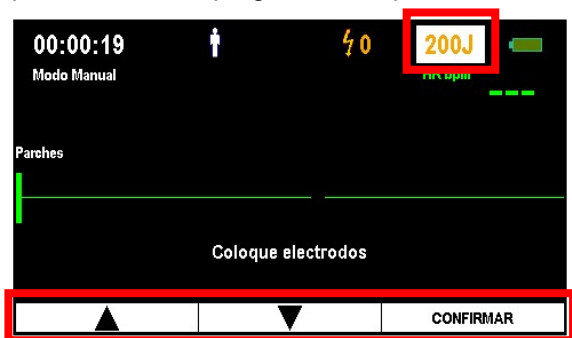 00:00:19 0 200J
Modo Manual HR bpm
---
Parches
Coloque electrodos
CONFIRMAR